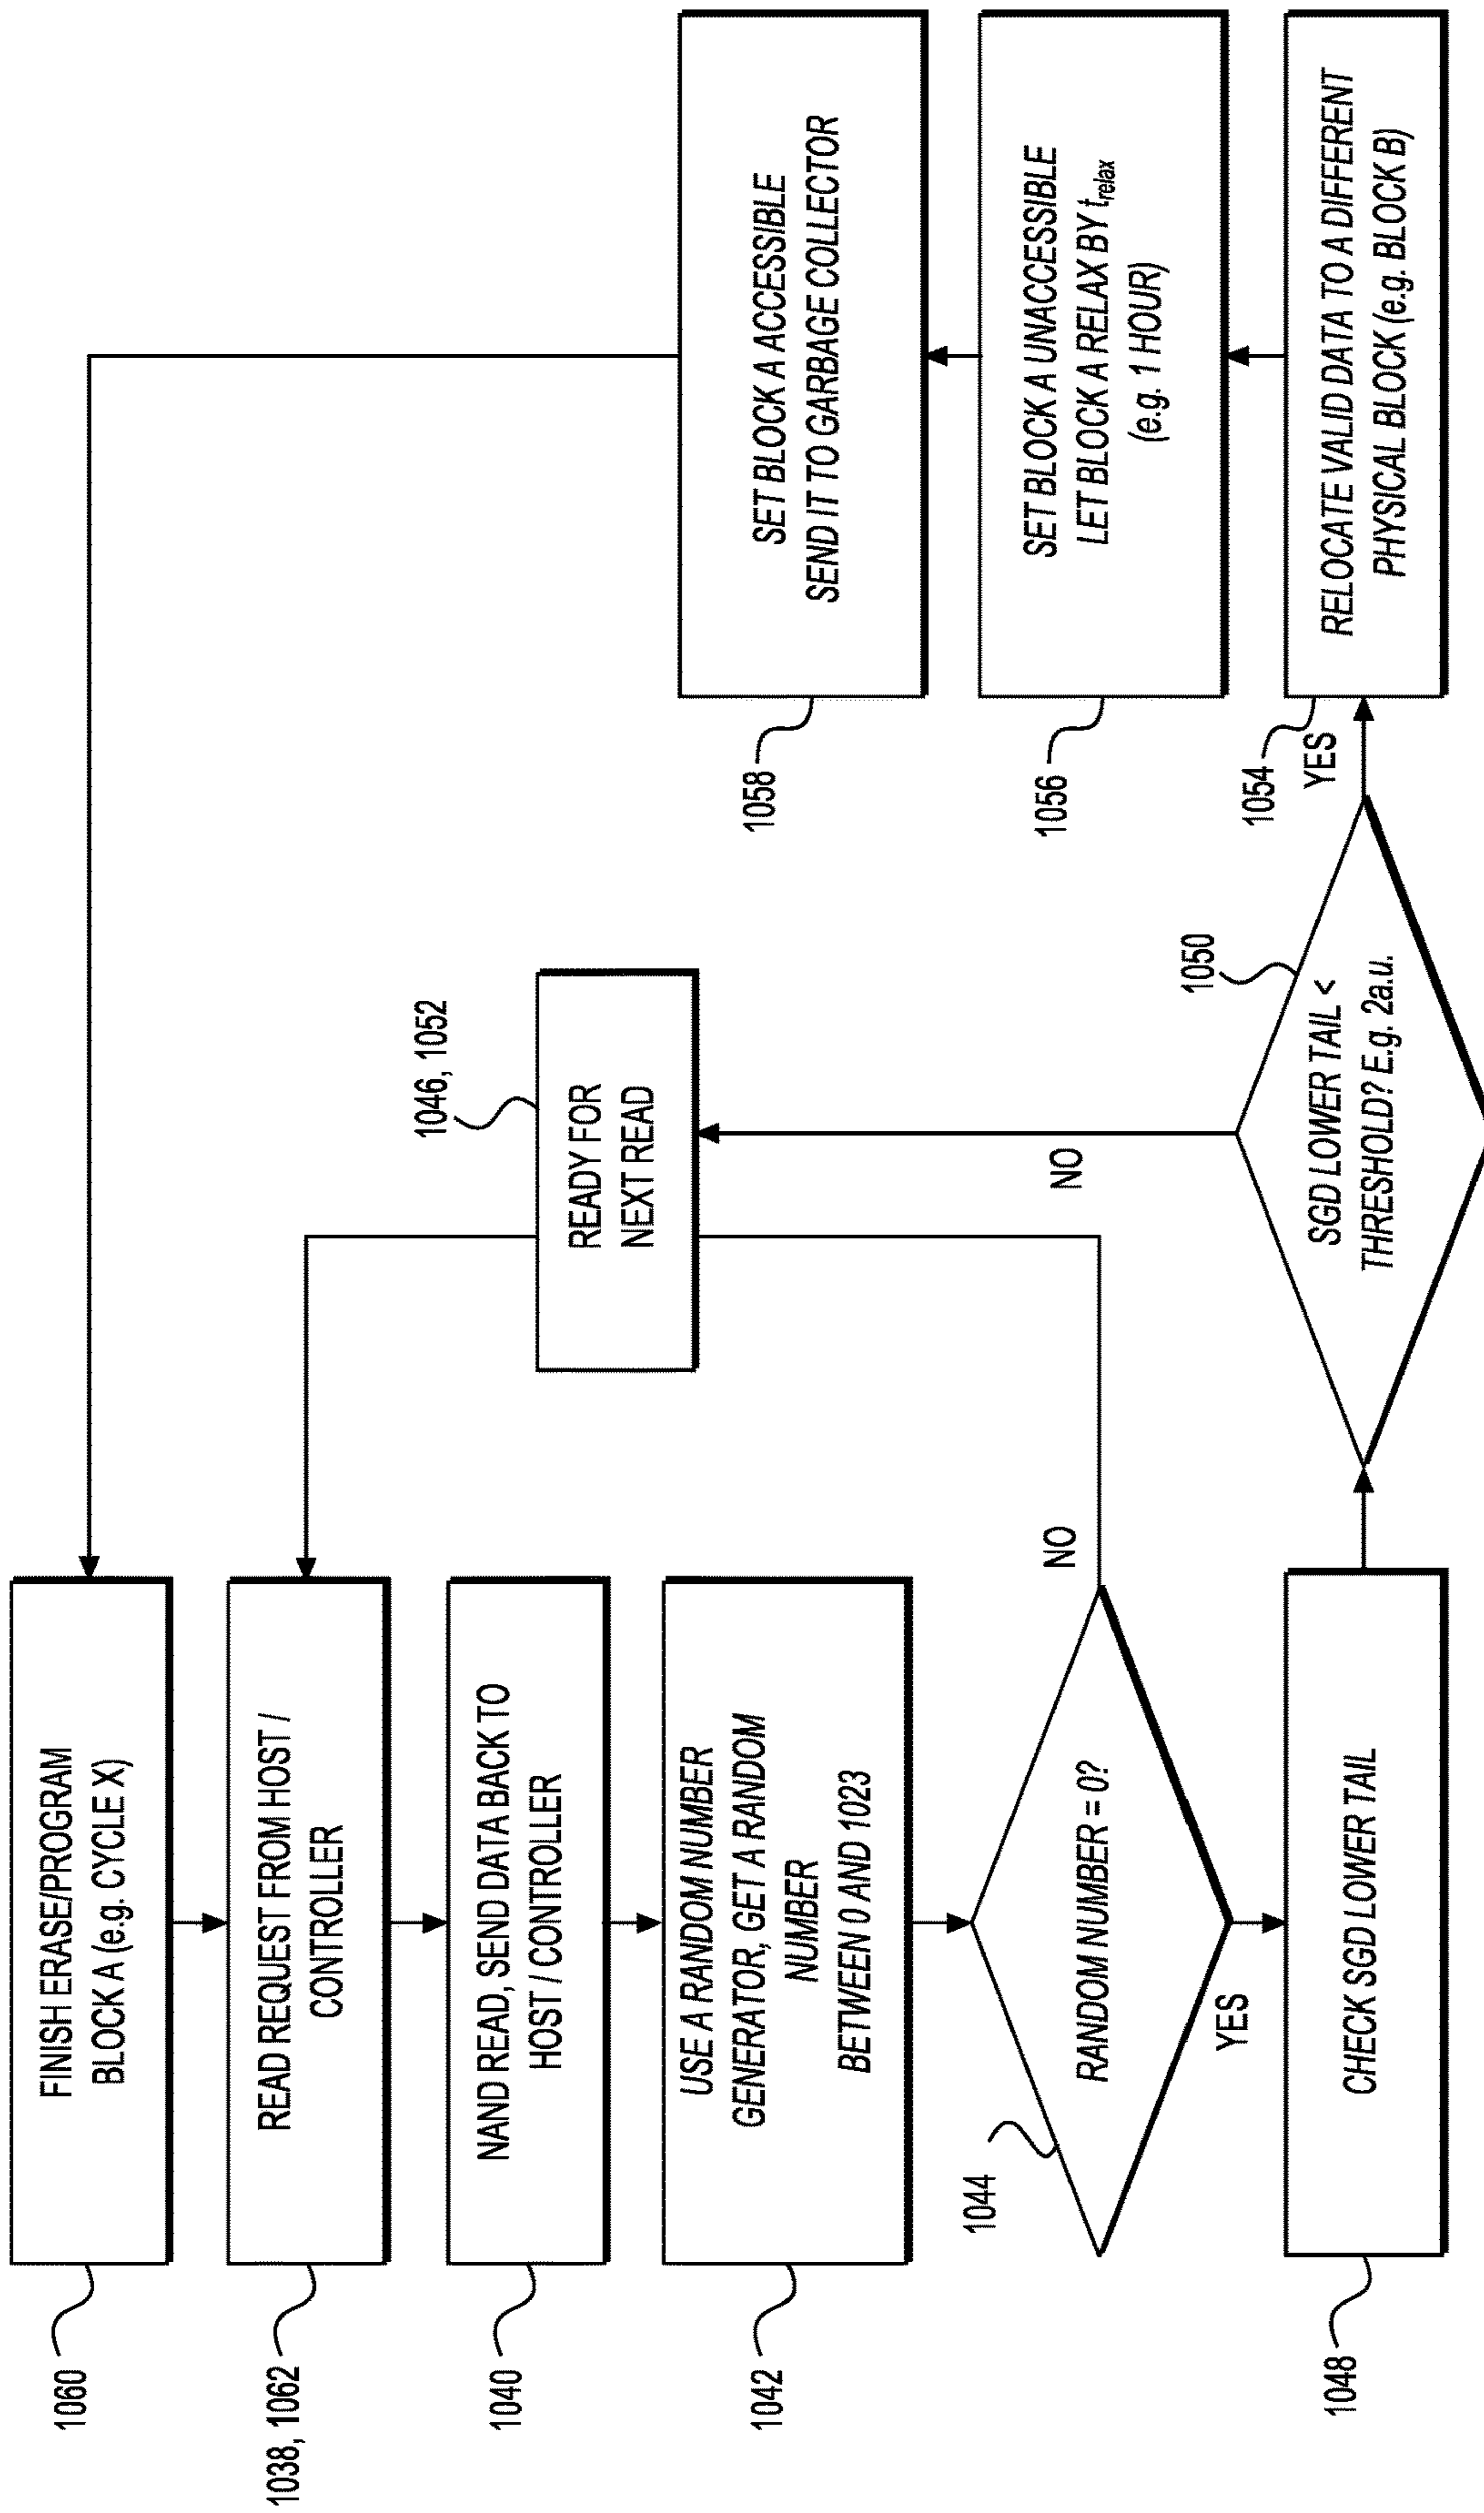 1060
FINISH ERASE/PROGRAM
BLOCK A (e.g. CYCLE X)
1038, 1062
READ REQUEST FROM HOST /
CONTROLLER
1040
NAND READ, SEND DATA BACK TO
HOST / CONTROLLER
1042
USE A RANDOM NUMBER
GENERATOR, GET A RANDOM
NUMBER
BETWEEN 0 AND 1023
1044
RANDOM NUMBER = 0?
NO
YES
1048
CHECK SGD LOWER TAIL
1046, 1052
READY FOR
NEXT READ
NO
1050
SGD LOWER TAIL <
THRESHOLD? E.g. 2a.u.
YES
1058
SET BLOCK A ACCESSIBLE
SEND IT TO GARBAGE COLLECTOR
1056
SET BLOCK A UNACCESSIBLE
LET BLOCK A RELAX BY trelax
(e.g. 1 HOUR)
1054
RELOCATE VALID DATA TO A DIFFERENT
PHYSICAL BLOCK (e.g. BLOCK B)